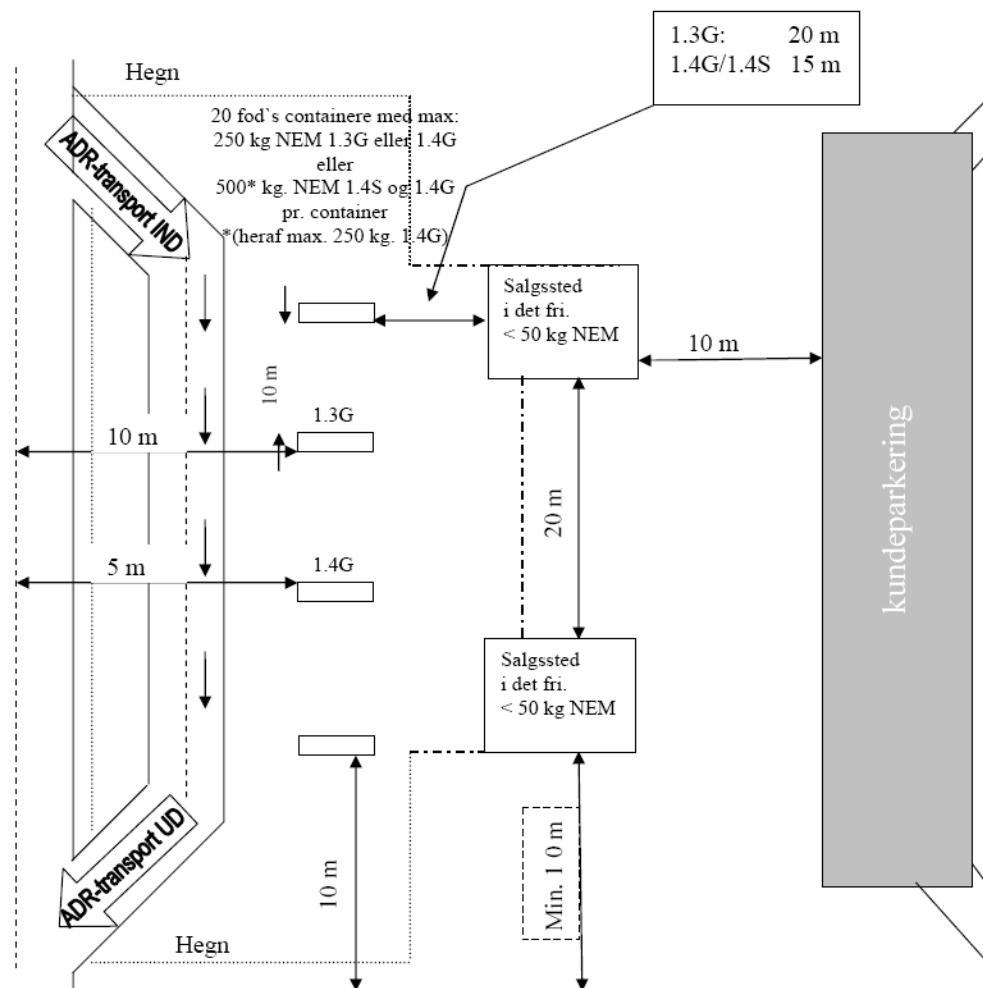 1.3G: 20 m
1.4G/1.4S 15 m
Hegn
20 fod`s containere med max:
250 kg NEM 1.3G eller 1.4G
eller
500* kg. NEM 1.4S og 1.4G
pr. container
*(heraf max. 250 kg. 1.4G)
ADR-transport IND
Salgssted
i det fri.
< 50 kg NEM
10 m
10 m
1.3G
10 m
kundeparkering
20 m
5 m
1.4G
Salgssted
i det fri.
< 50 kg NEM
ADR-transport UD
10 m
Min. 1 0 m
Hegn